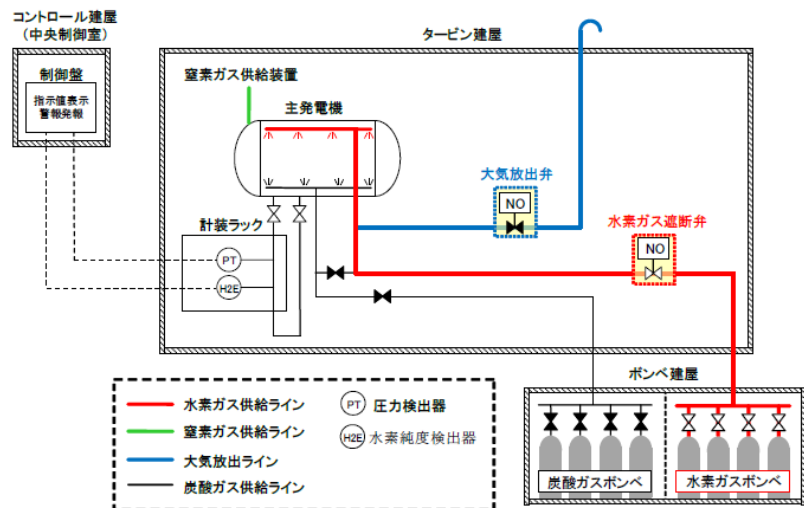 コントロール建屋
（中央制御室）
制御盤
指示値表示
警報発報
タービン建屋
窒素ガス供給装置
主発電機
大気放出弁
NO
水素ガス遮断弁
NO
計装ラック
PT
H2E
ボンベ建屋
炭酸ガスボンベ
水素ガスボンベ
水素ガス供給ライン
窒素ガス供給ライン
大気放出ライン
炭酸ガス供給ライン
PT 圧力検出器
H2E 水素純度検出器